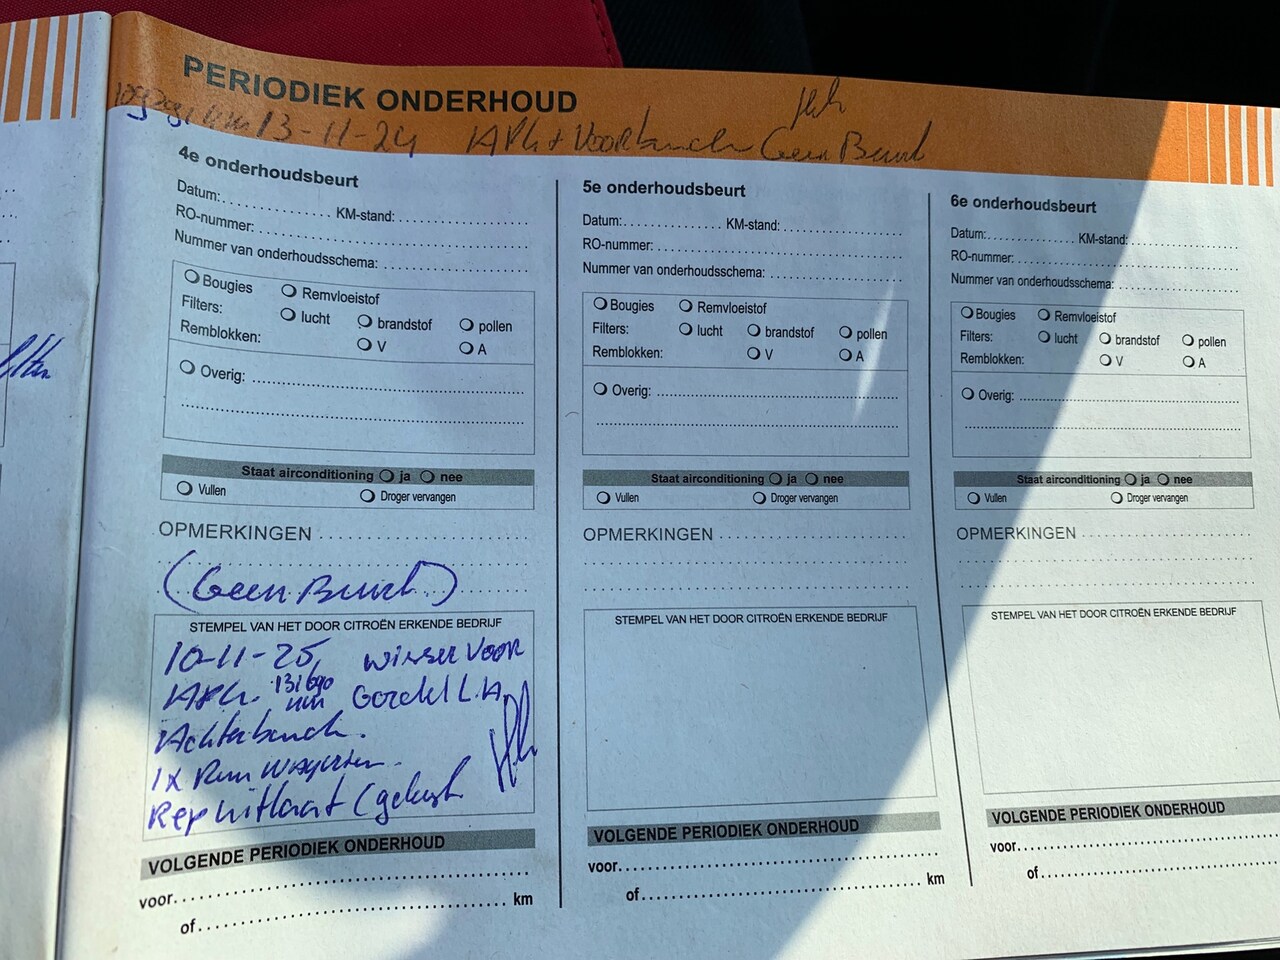 PERIODIEK ONDERHOUD
13-11-24 APK + Voorbanden Geen Beurt
4e onderhoudsbeurt
Datum: KM-stand:
RO-nummer:
Nummer van onderhoudsschema:
Bougies Remvloeistof
Filters: lucht brandstof pollen
Remblokken: V A
Overig:
Staat airconditioning ja nee
Vullen Droger vervangen
OPMERKINGEN
(Geen Beurt)
STEMPEL VAN HET DOOR CITROËN ERKENDE BEDRIJF
10-11-25, wisser voor
APK Gordel L.A
Achterbank.
1x Rem
Rep uitlaat (gelast
VOLGENDE PERIODIEK ONDERHOUD
voor
of km
5e onderhoudsbeurt
Datum: KM-stand:
RO-nummer:
Nummer van onderhoudsschema:
Bougies Remvloeistof
Filters: lucht brandstof pollen
Remblokken: V A
Overig:
Staat airconditioning ja nee
Vullen Droger vervangen
OPMERKINGEN
STEMPEL VAN HET DOOR CITROËN ERKENDE BEDRIJF
VOLGENDE PERIODIEK ONDERHOUD
voor
of km
6e onderhoudsbeurt
Datum: KM-stand:
RO-nummer:
Nummer van onderhoudsschema:
Bougies Remvloeistof
Filters: lucht brandstof pollen
Remblokken: V A
Overig:
Staat airconditioning ja nee
Vullen Droger vervangen
OPMERKINGEN
STEMPEL VAN HET DOOR CITROËN ERKENDE BEDRIJF
VOLGENDE PERIODIEK ONDERHOUD
voor
of